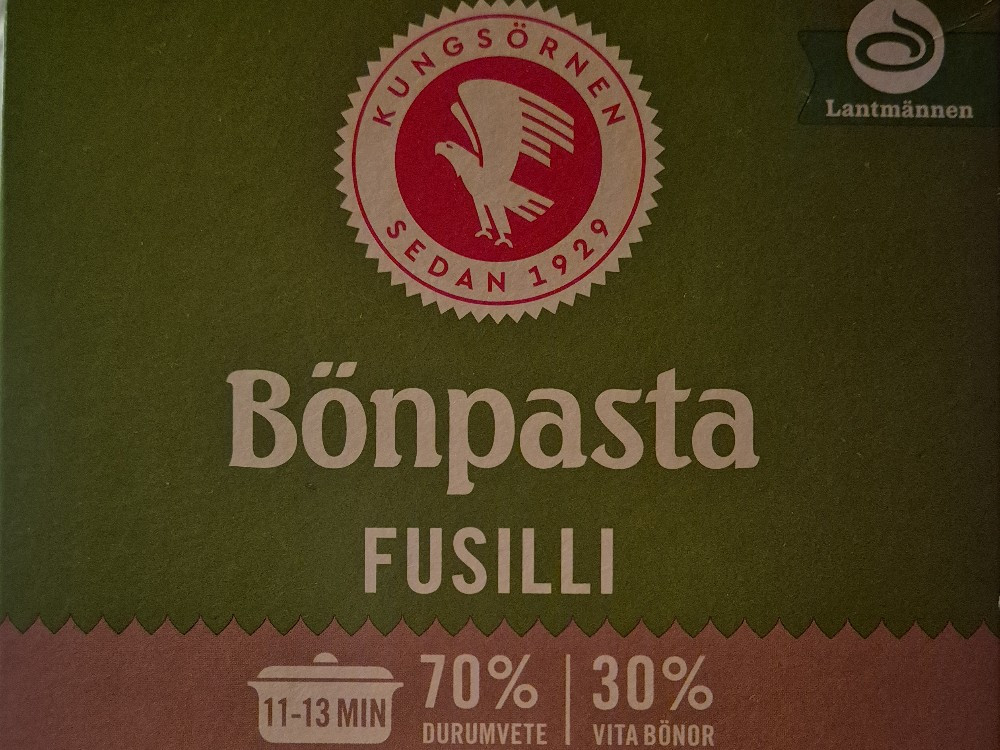 KUNGSÖRNEN
SEDAN 1929
Lantmännen
Bönpasta
FUSILLI
11-13 MIN
70% 30%
DURUMVETE VITA BÖNOR